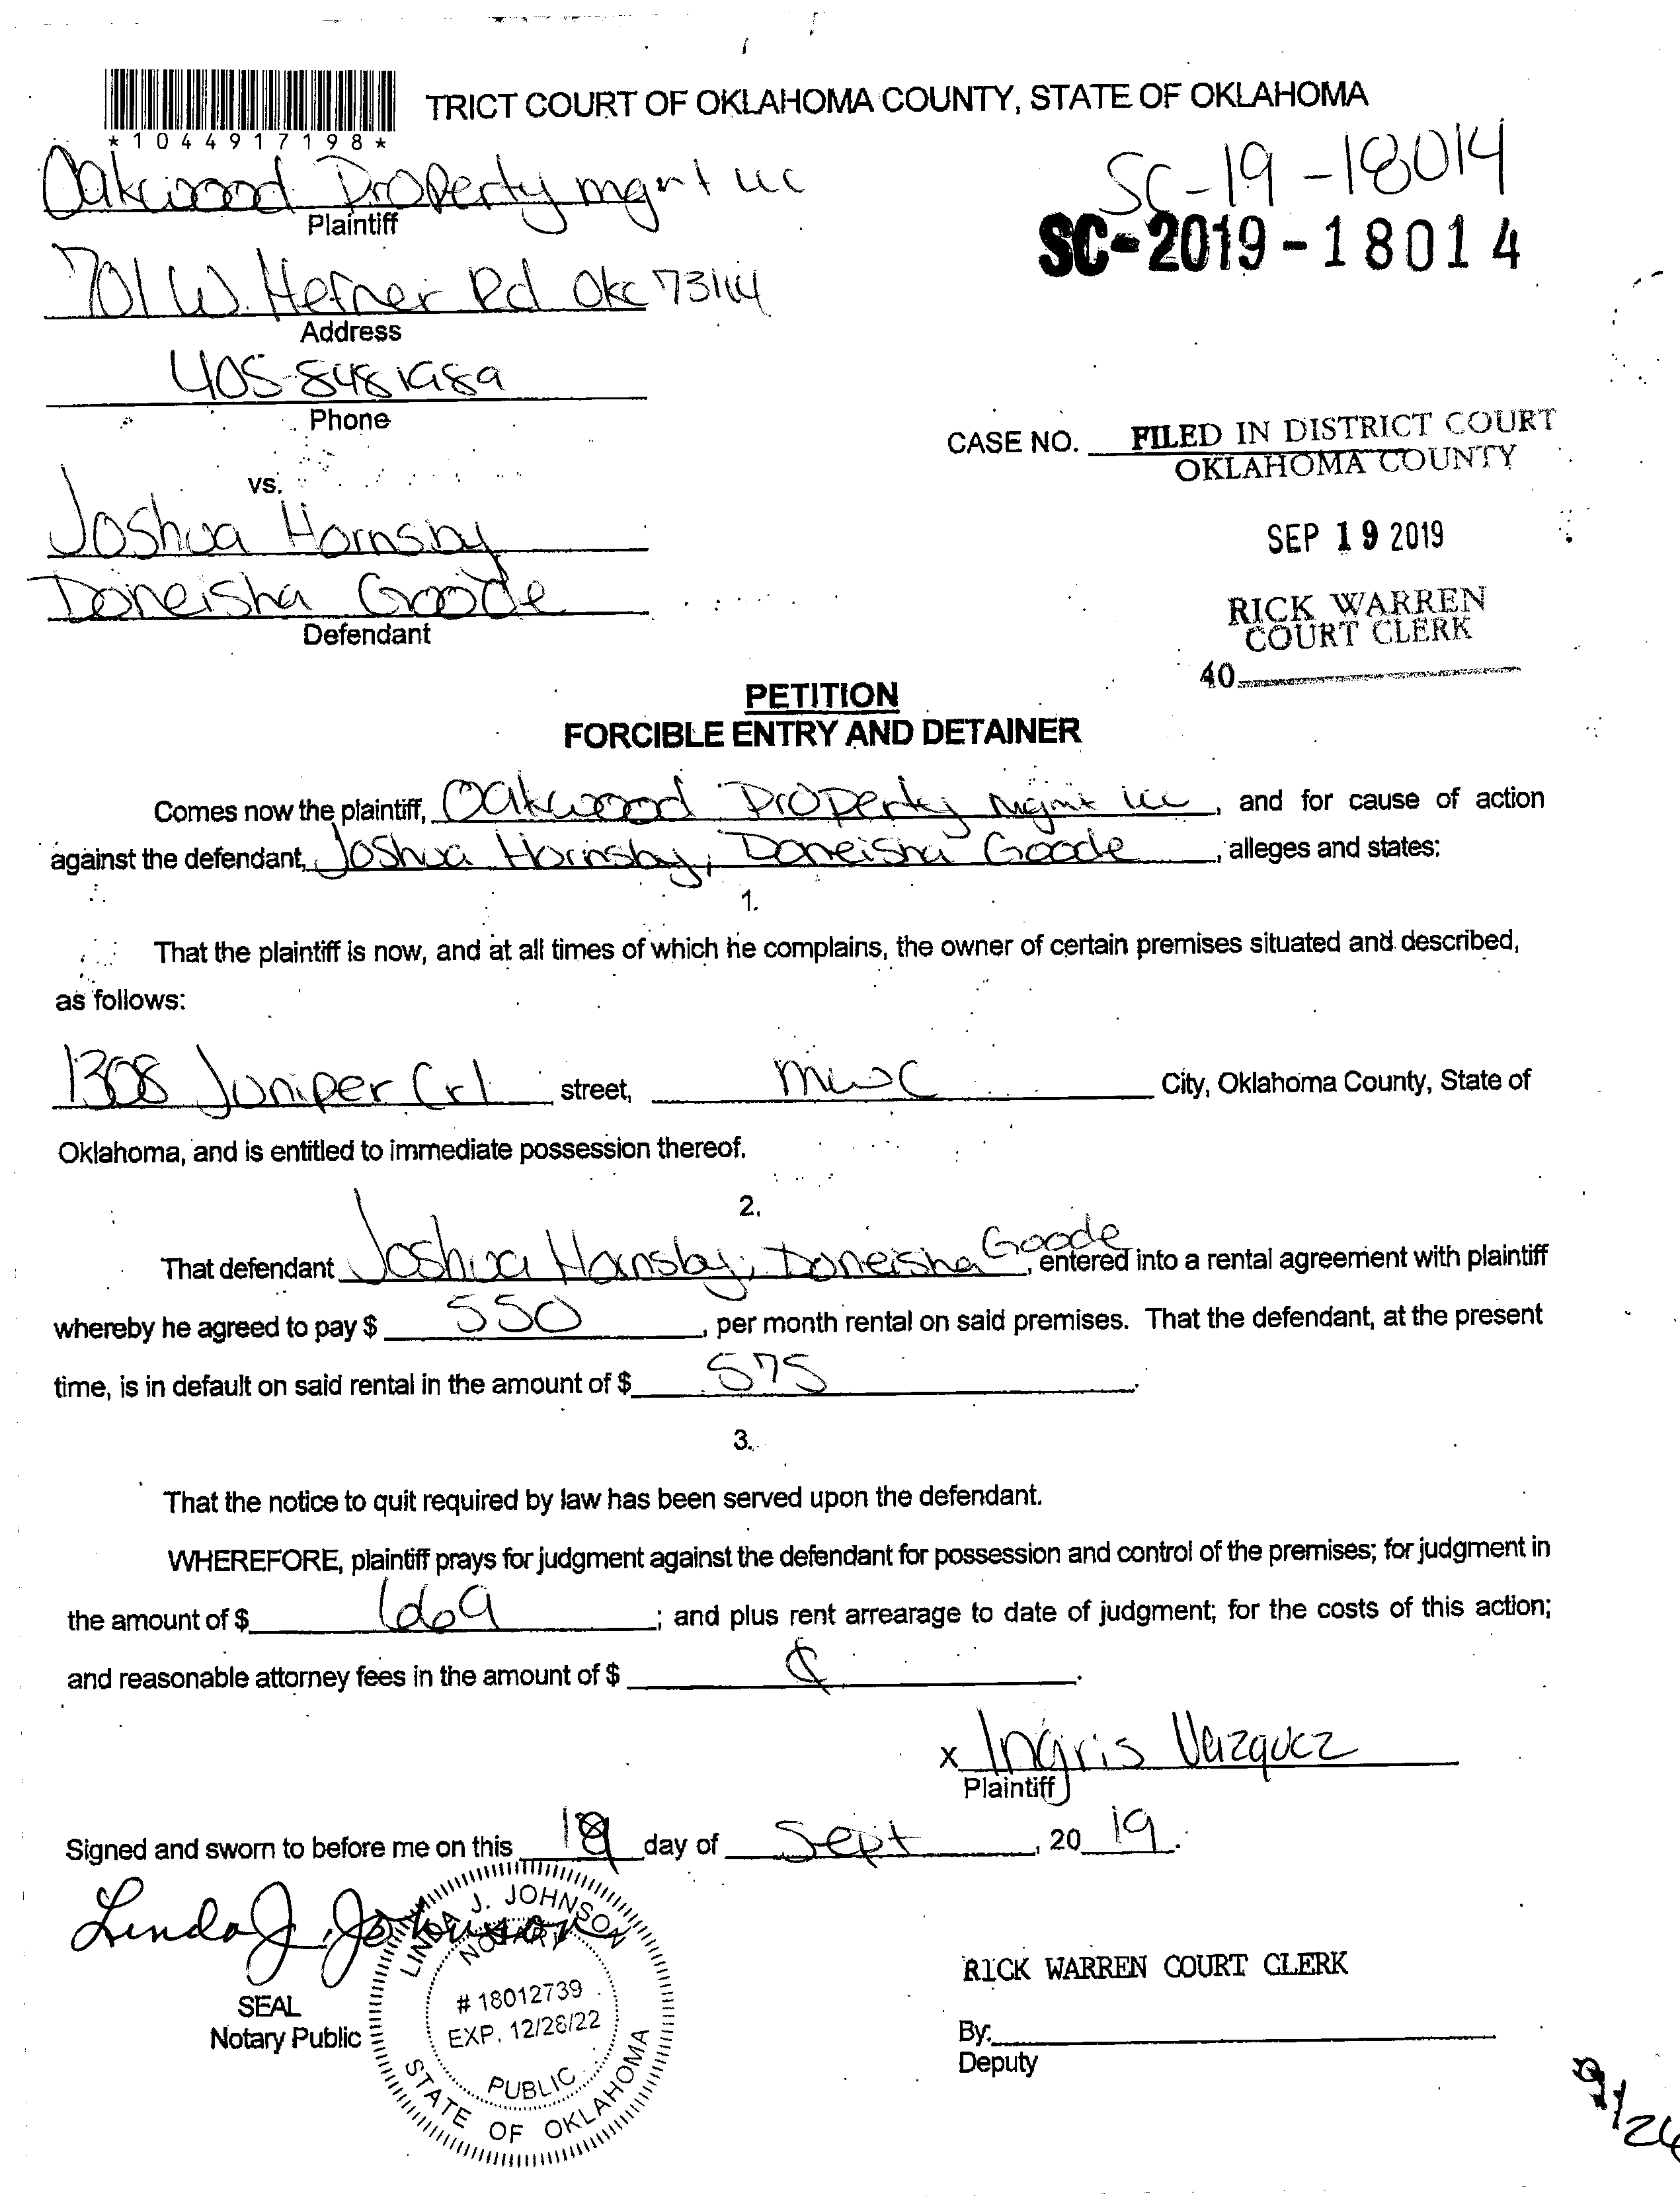 TRICT COURT OF OKLAHOMA COUNTY, STATE OF OKLAHOMA
*1044917198*
Oakwood Property mgmt llc
Plaintiff
SC-19-18014
SC-2019-18014
701 W. Hefner Rd Okc 73114
Address
405-848 1989
Phone
CASE NO.
FILED IN DISTRICT COURT
OKLAHOMA COUNTY
vs.
SEP 19 2019
Joshua Hornsby
Doneisha Goode
Defendant
RICK WARREN
COURT CLERK
40
PETITION
FORCIBLE ENTRY AND DETAINER
Comes now the plaintiff, Oakwood Property Mgmt llc, and for cause of action
against the defendant, Joshua Hornsby, Doneisha Goode, alleges and states:
1.
That the plaintiff is now, and at all times of which he complains, the owner of certain premises situated and described,
as follows:
1308 Juniper Crl street, mwc City, Oklahoma County, State of
Oklahoma, and is entitled to immediate possession thereof.
2.
That defendant Joshua Hornsby, Doneisha Goode, entered into a rental agreement with plaintiff
whereby he agreed to pay $ 550, per month rental on said premises. That the defendant, at the present
time, is in default on said rental in the amount of $ 575.
3.
That the notice to quit required by law has been served upon the defendant.
WHEREFORE, plaintiff prays for judgment against the defendant for possession and control of the premises; for judgment in
the amount of $ ; and plus rent arrearage to date of judgment; for the costs of this action;
and reasonable attorney fees in the amount of $ .
x Ingris Vazquez
Plaintiff
Signed and sworn to before me on this day of Sept, 20 19.
Linda J. Johnson
LINDA J. JOHNSON
NOTARY
# 18012739
EXP. 12/28/22
PUBLIC
STATE OF OKLAHOMA
SEAL
Notary Public
RICK WARREN COURT CLERK
By:
Deputy
9/26